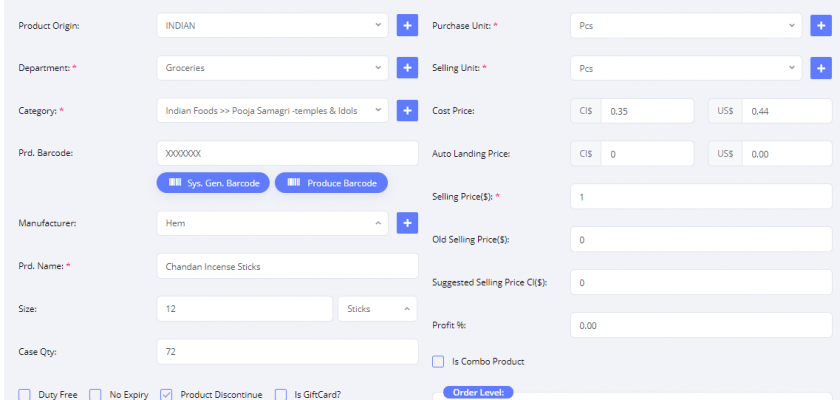 Product Origin: INDIAN
Department: * Groceries
Category: * Indian Foods >> Pooja Samagri -temples & Idols
Prd. Barcode: XXXXXXX
Sys. Gen. Barcode Produce Barcode
Manufacturer: Hem
Prd. Name: * Chandan Incense Sticks
Size: 12 Sticks
Case Qty: 72
Duty Free No Expiry Product Discontinue Is GiftCard?
Purchase Unit: * Pcs
Selling Unit: * Pcs
Cost Price: CI$ 0.35 US$ 0.44
Auto Landing Price: CI$ 0 US$ 0.00
Selling Price($): * 1
Old Selling Price($): 0
Suggested Selling Price CI($): 0
Profit %: 0.00
Is Combo Product
Order Level: